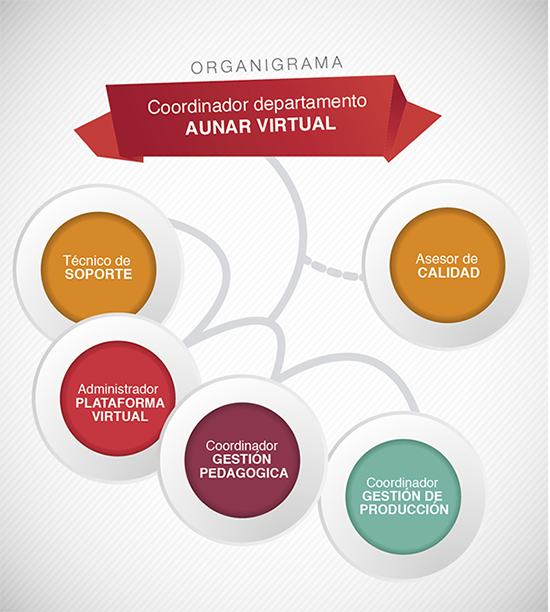 ORGANIGRAMA
Coordinador departamento
AUNAR VIRTUAL
Técnico de
SOPORTE
Asesor de
CALIDAD
Administrador
PLATAFORMA
VIRTUAL
Coordinador
GESTIÓN
PEDAGOGICA
Coordinador
GESTIÓN DE
PRODUCCIÓN